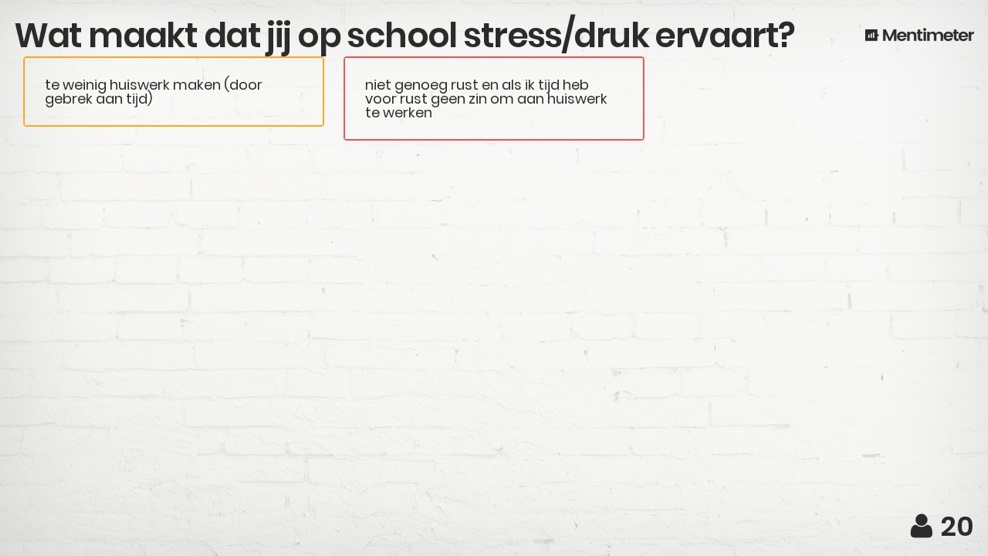 Wat maakt dat jij op school stress/druk ervaart?
Mentimeter
te weinig huiswerk maken (door
gebrek aan tijd)
niet genoeg rust en als ik tijd heb
voor rust geen zin om aan huiswerk
te werken
20